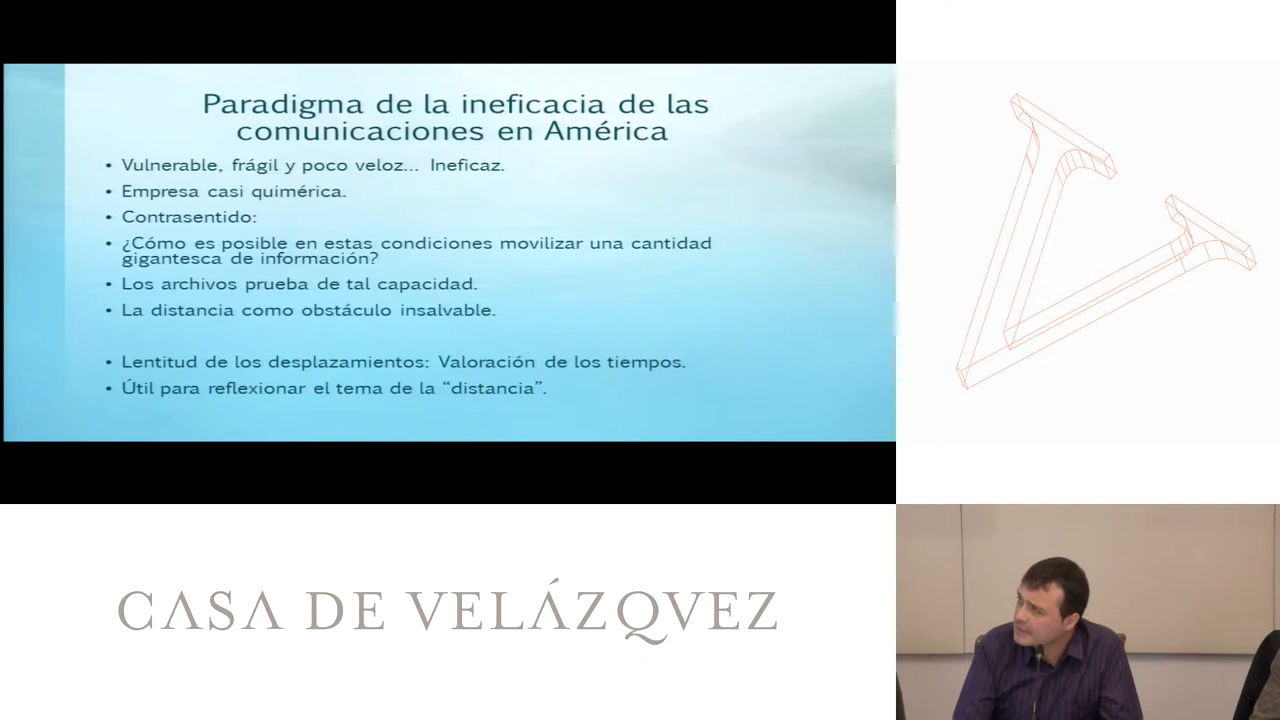 Paradigma de la ineficacia de las
comunicaciones en América
• Vulnerable, frágil y poco veloz... Ineficaz.
• Empresa casi quimérica.
• Contrasentido:
• ¿Cómo es posible en estas condiciones movilizar una cantidad
gigantesca de información?
• Los archivos prueba de tal capacidad.
• La distancia como obstáculo insalvable.
• Lentitud de los desplazamientos: Valoración de los tiempos.
• Útil para reflexionar el tema de la “distancia”.
CASA DE VELÁZQVEZ